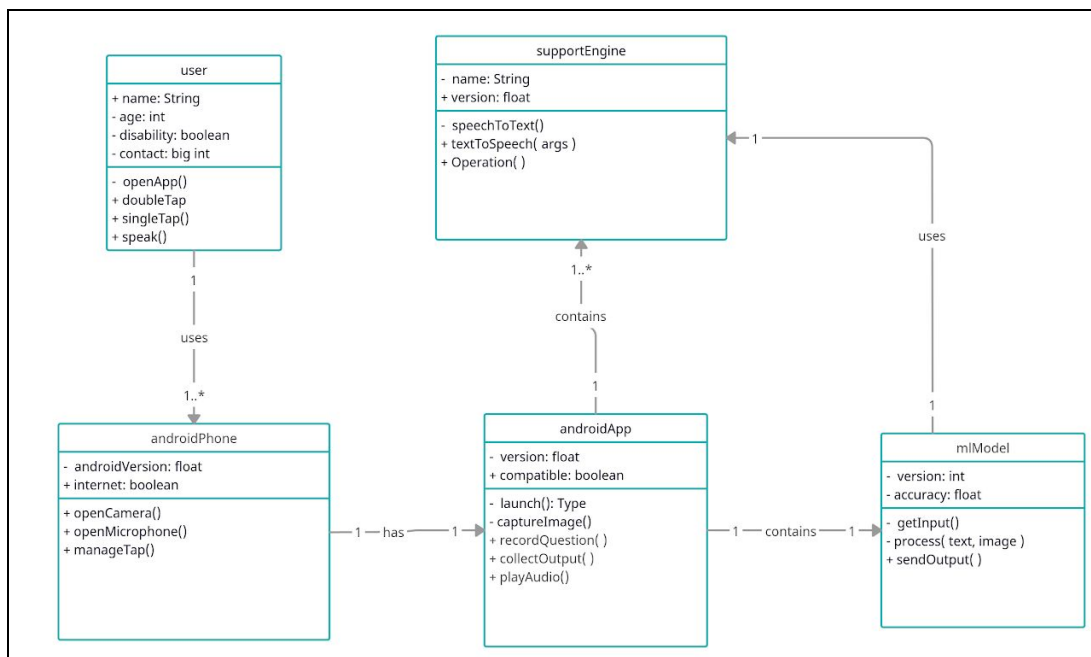 user
+ name: String
- age: int
- disability: boolean
- contact: big int
- openApp()
+ doubleTap
+ singleTap()
+ speak()
1
uses
1..*
supportEngine
- name: String
+ version: float
- speechToText()
+ textToSpeech( args )
+ Operation( )
1
uses
1
1..*
contains
1
androidPhone
- androidVersion: float
+ internet: boolean
+ openCamera()
+ openMicrophone()
+ manageTap()
1 has 1
androidApp
- version: float
+ compatible: boolean
- launch(): Type
- captureImage()
+ recordQuestion( )
+ collectOutput( )
+ playAudio()
1 contains 1
mlModel
- version: int
- accuracy: float
- getInput()
- process( text, image )
+ sendOutput( )